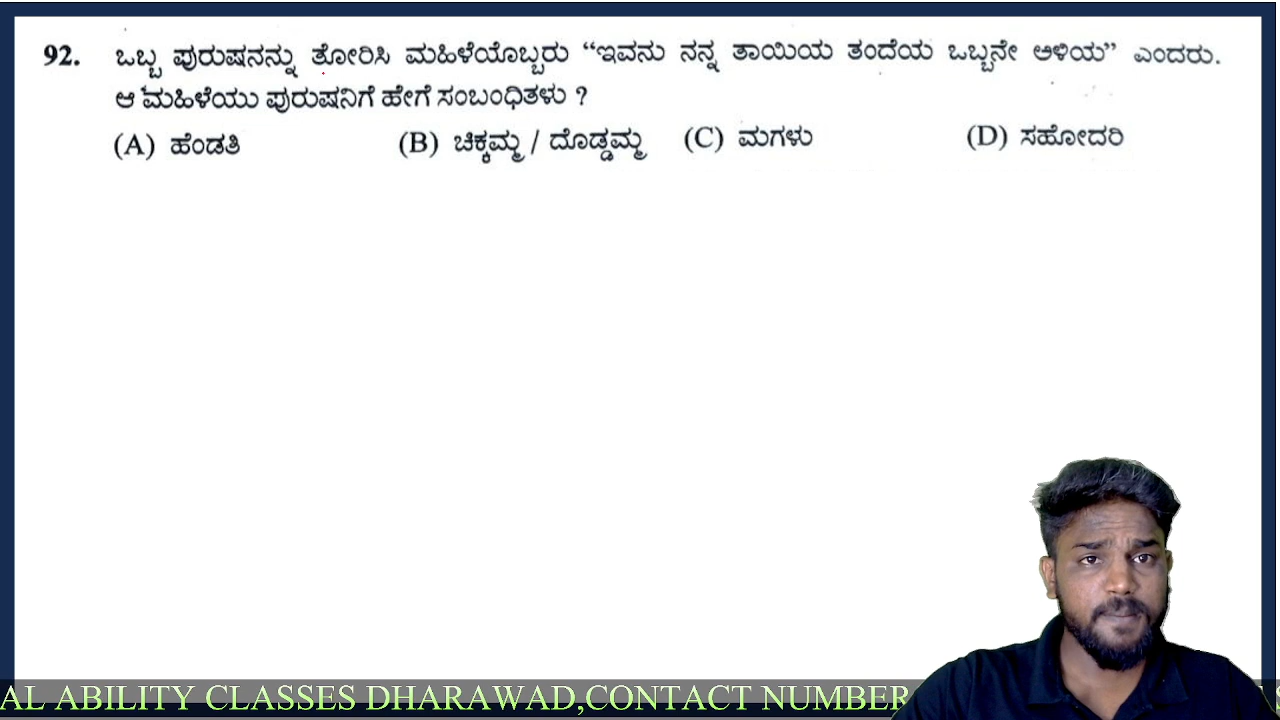 92. ಒಬ್ಬ ಪುರುಷನನ್ನು ತೋರಿಸಿ ಮಹಿಳೆಯೊಬ್ಬರು “ಇವನು ನನ್ನ ತಾಯಿಯ ತಂದೆಯ ಒಬ್ಬನೇ ಅಳಿಯ” ಎಂದರು.
ಆ ಮಹಿಳೆಯು ಪುರುಷನಿಗೆ ಹೇಗೆ ಸಂಬಂಧಿತಳು ?
(A) ಹೆಂಡತಿ (B) ಚಿಕ್ಕಮ್ಮ / ದೊಡ್ಡಮ್ಮ (C) ಮಗಳು (D) ಸಹೋದರಿ
AL ABILITY CLASSES DHARAWAD,CONTACT NUMBER